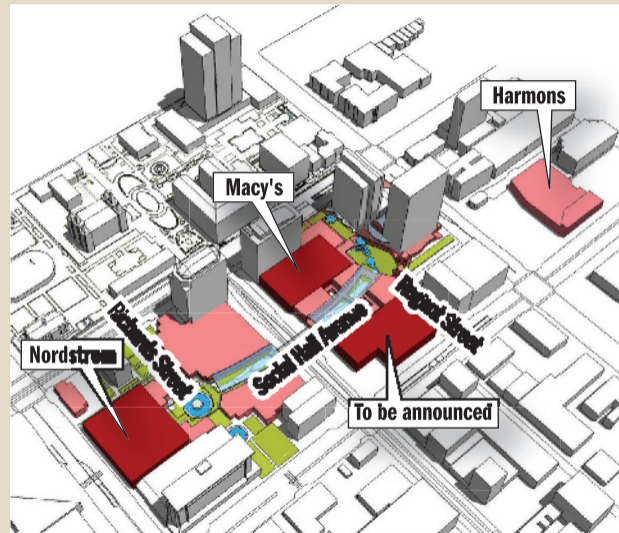 Harmons
Macy's
Richards Street
Social Hall Avenue
Regent Street
Nordstrom
To be announced